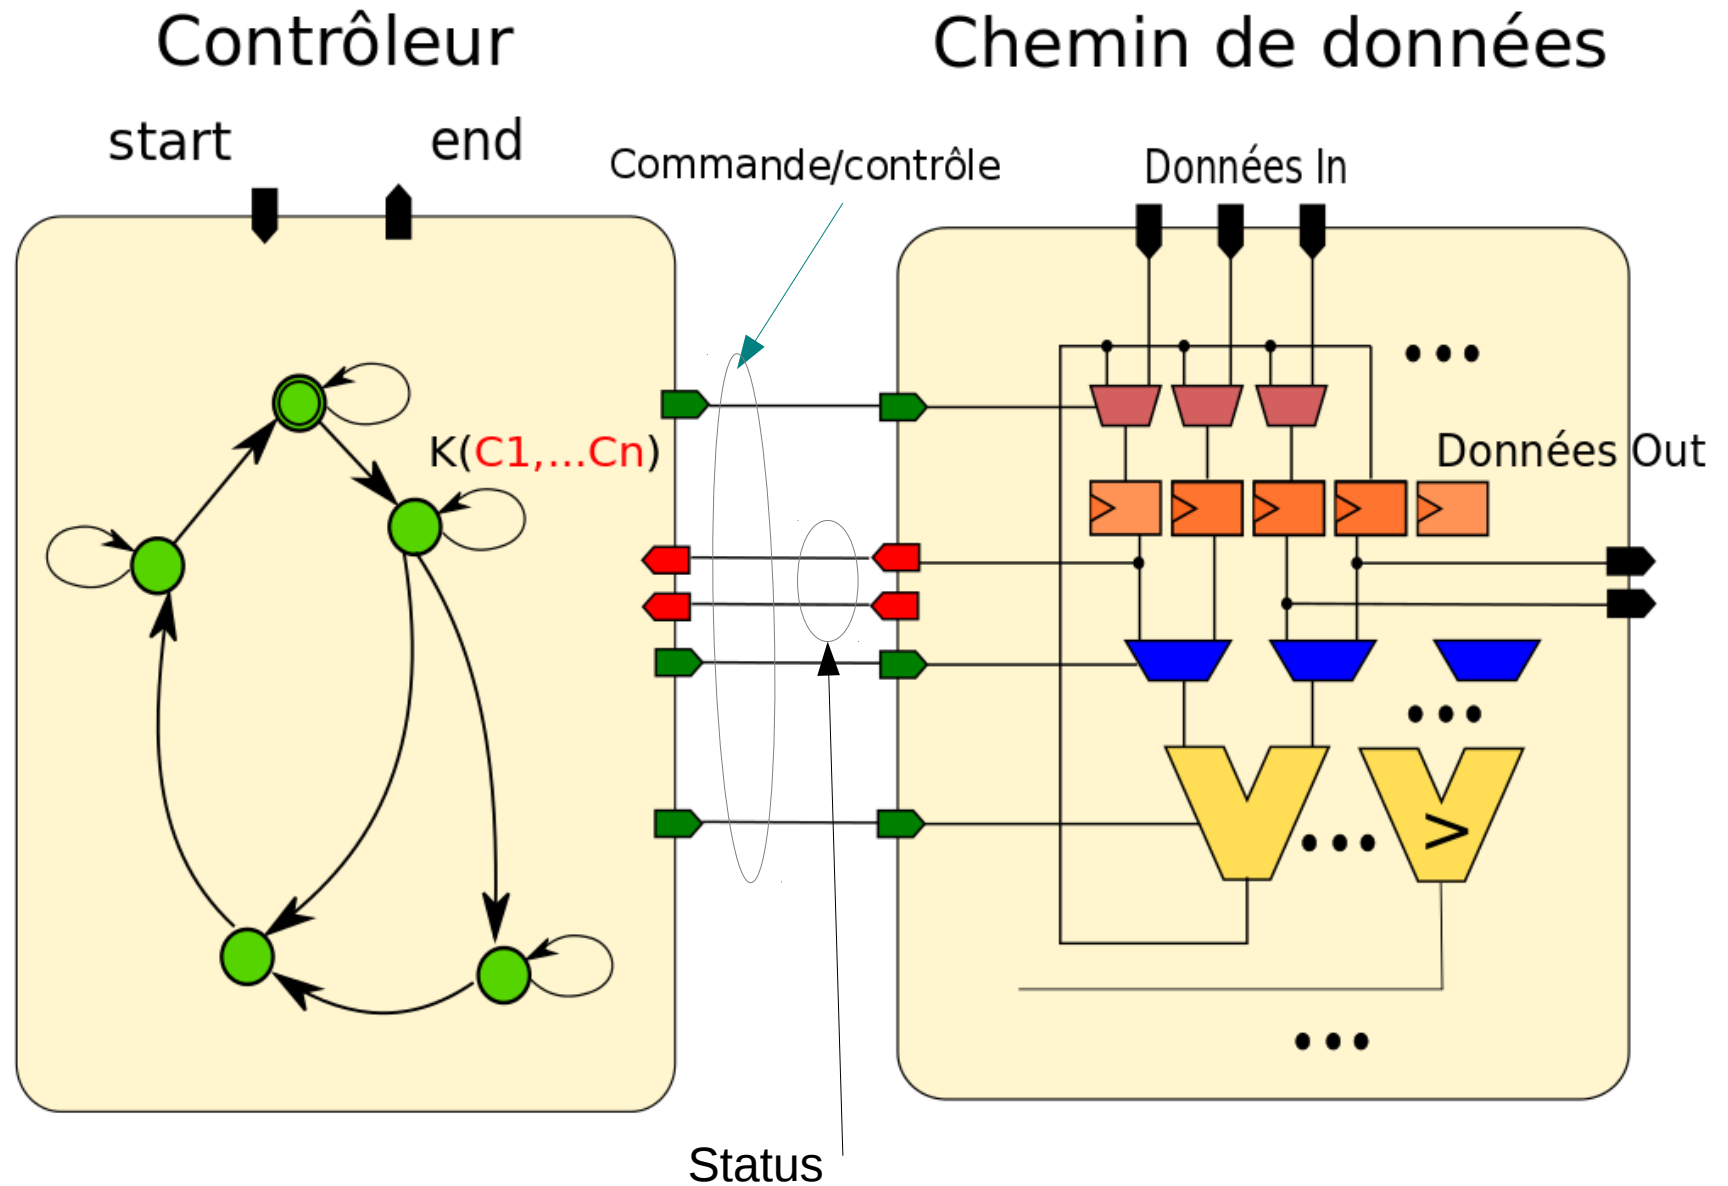 Contrôleur
Chemin de données
start
end
Commande/contrôle
Données In
K(C1,...Cn)
Données Out
>
Status